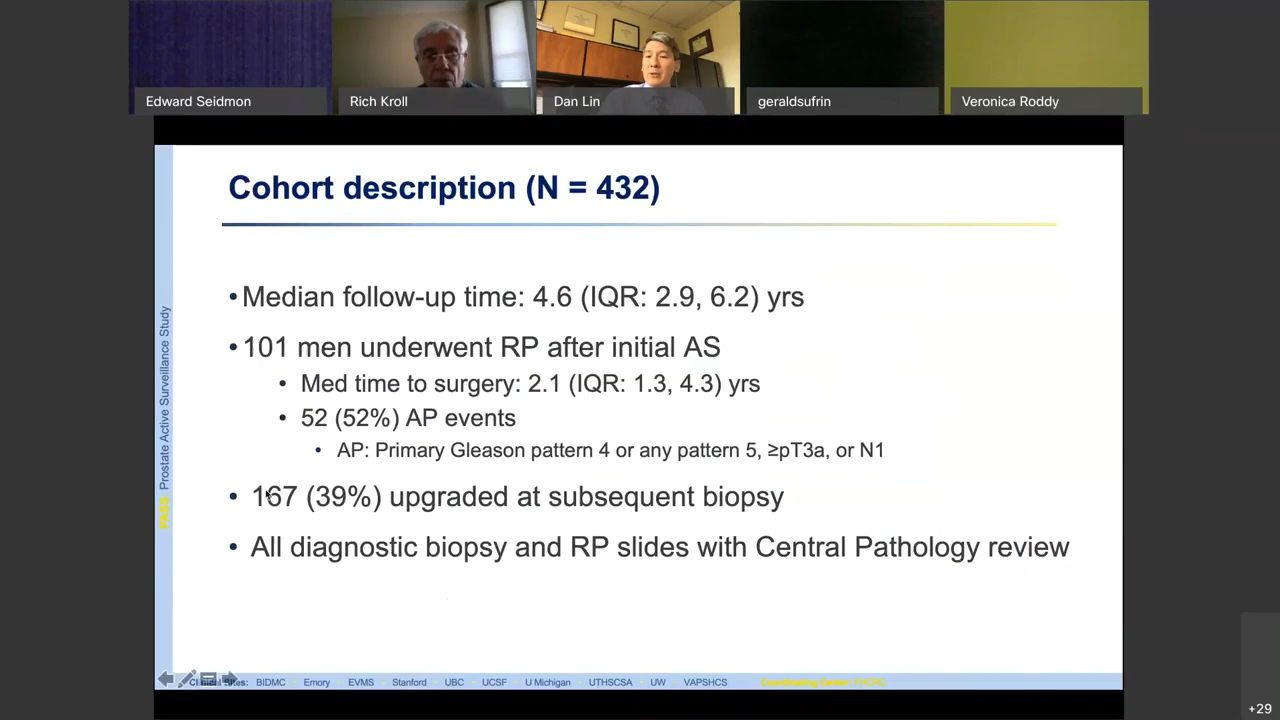 Edward Seidmon
Rich Kroll
Dan Lin
geraldsufrin
Veronica Roddy
Cohort description (N = 432)
• Median follow-up time: 4.6 (IQR: 2.9, 6.2) yrs
• 101 men underwent RP after initial AS
• Med time to surgery: 2.1 (IQR: 1.3, 4.3) yrs
• 52 (52%) AP events
• AP: Primary Gleason pattern 4 or any pattern 5, ≥pT3a, or N1
• 167 (39%) upgraded at subsequent biopsy
• All diagnostic biopsy and RP slides with Central Pathology review
PASS: Prostate Active Surveillance Study
Clinical Sites: BIDMC Emory EVMS Stanford UBC UCSF U Michigan UTHSCSA UW VAPSHCS Coordinating Center: FHCRC
+29